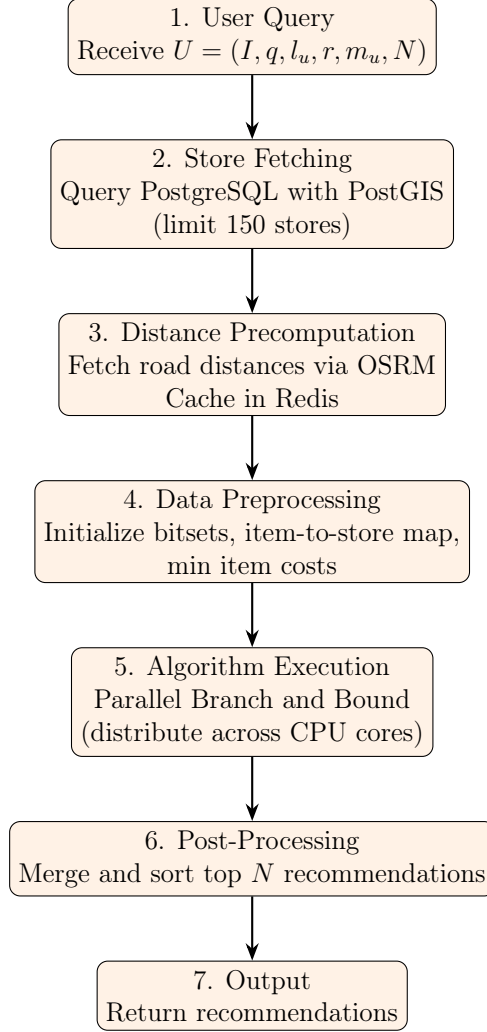 1. User Query
Receive U = (I, q, lᵤ, r, mᵤ, N)
2. Store Fetching
Query PostgreSQL with PostGIS
(limit 150 stores)
3. Distance Precomputation
Fetch road distances via OSRM
Cache in Redis
4. Data Preprocessing
Initialize bitsets, item-to-store map,
min item costs
5. Algorithm Execution
Parallel Branch and Bound
(distribute across CPU cores)
6. Post-Processing
Merge and sort top N recommendations
7. Output
Return recommendations